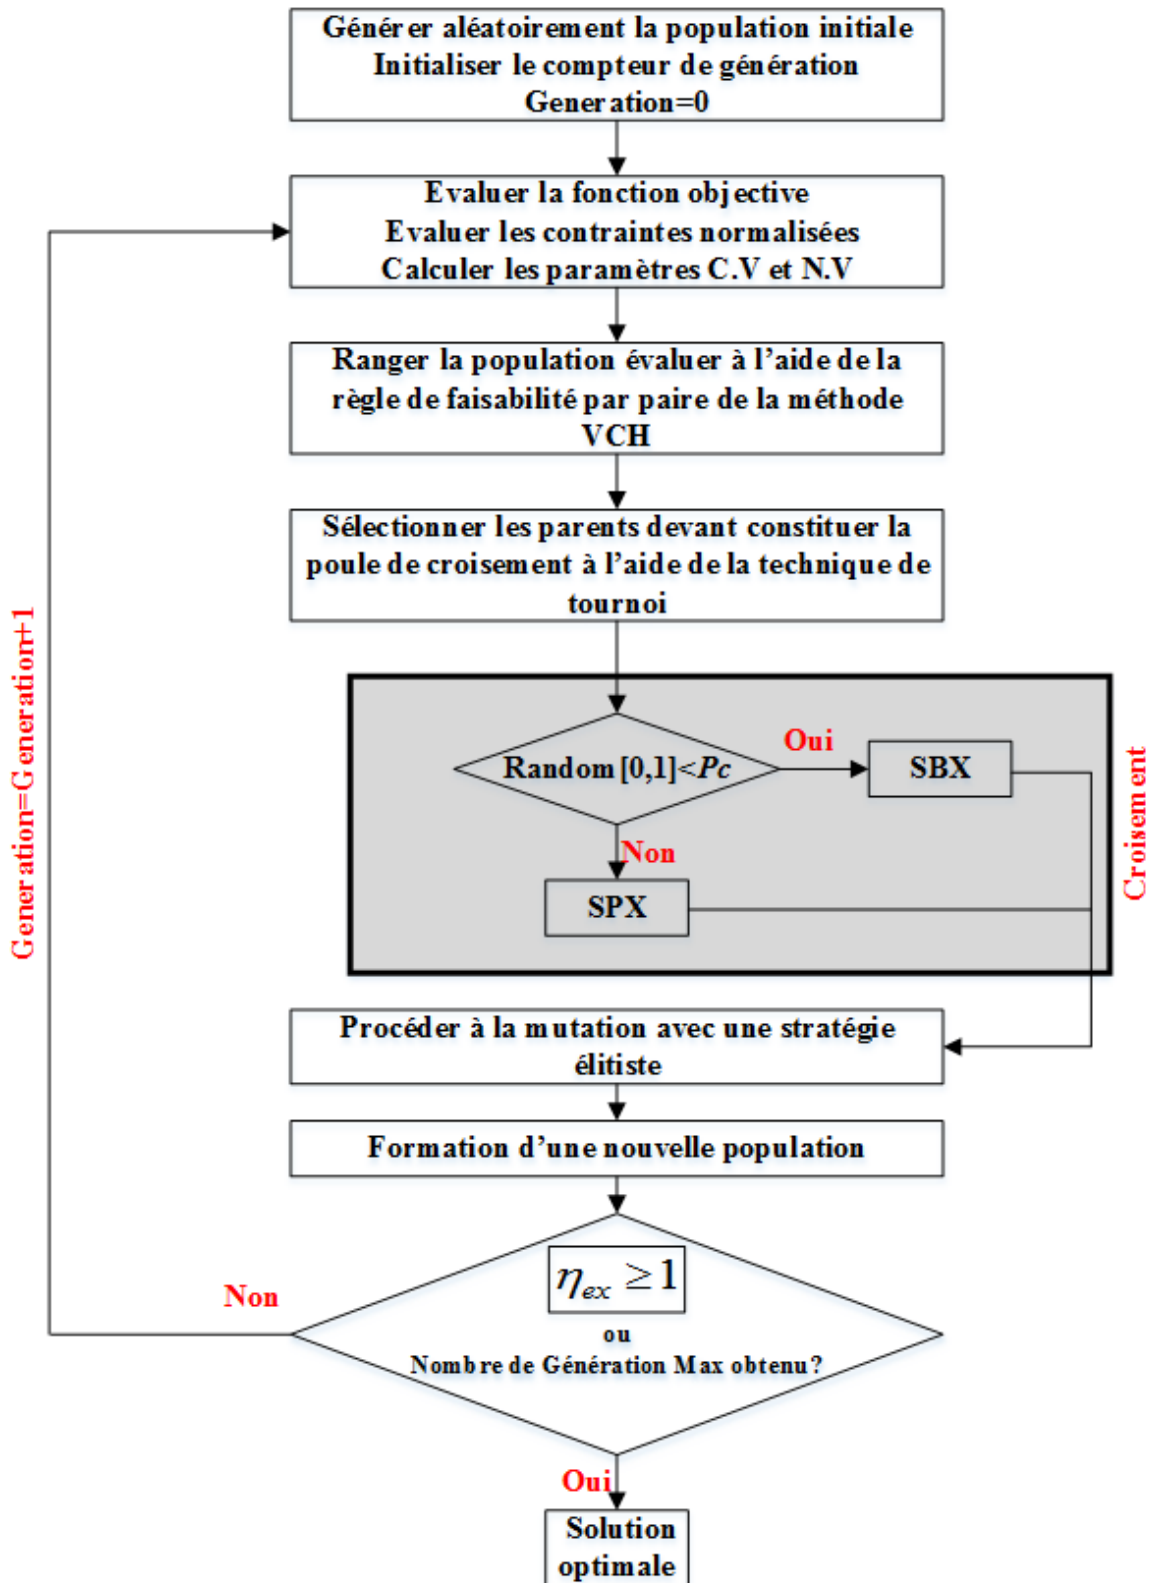 Générer aléatoirement la population initiale
Initialiser le compteur de génération
Generation=0
Evaluer la fonction objective
Evaluer les contraintes normalisées
Calculer les paramètres C.V et N.V
Ranger la population évaluer à l'aide de la
règle de faisabilité par paire de la méthode
VCH
Sélectionner les parents devant constituer la
poule de croisement à l'aide de la technique de
tournoi
Random [0,1]<Pc
Oui
SBX
Non
SPX
Croisement
Procéder à la mutation avec une stratégie
élitiste
Formation d'une nouvelle population
η_ex ≥ 1
ou
Nombre de Génération Max obtenu?
Non
Generation=Generation+1
Oui
Solution
optimale